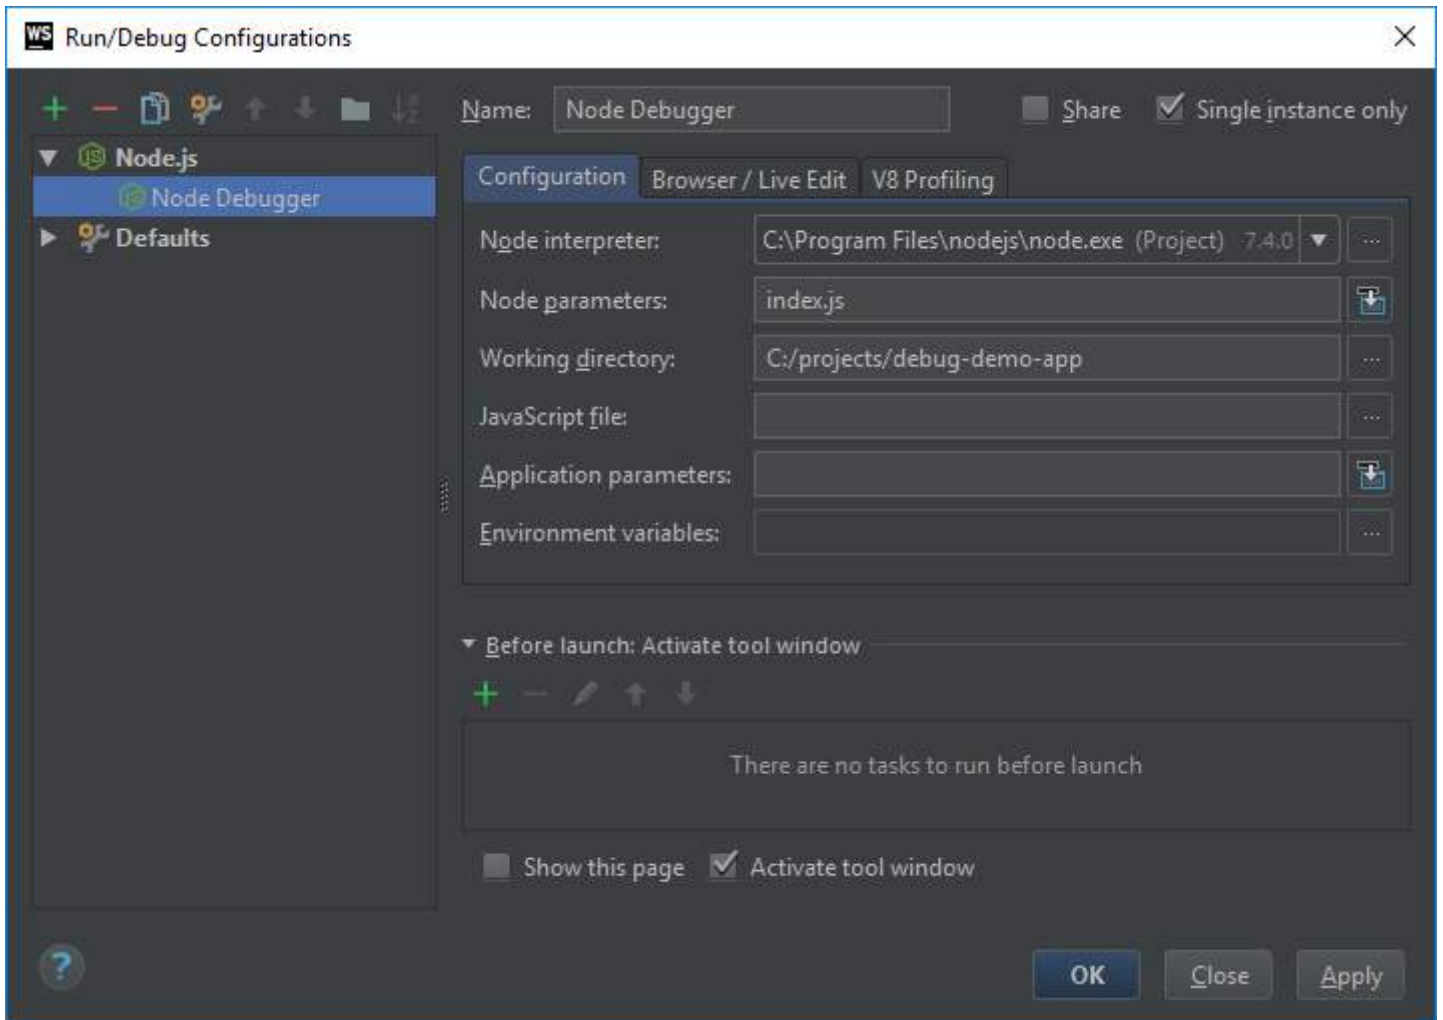 WS Run/Debug Configurations
Name: Node Debugger Share Single instance only
Node.js
Node Debugger
Defaults
Configuration Browser / Live Edit V8 Profiling
Node interpreter: C:\Program Files\nodejs\node.exe (Project) 7.4.0 ...
Node parameters: index.js
Working directory: C:/projects/debug-demo-app ...
JavaScript file: ...
Application parameters:
Environment variables: ...
Before launch: Activate tool window
There are no tasks to run before launch
Show this page Activate tool window
? OK Close Apply